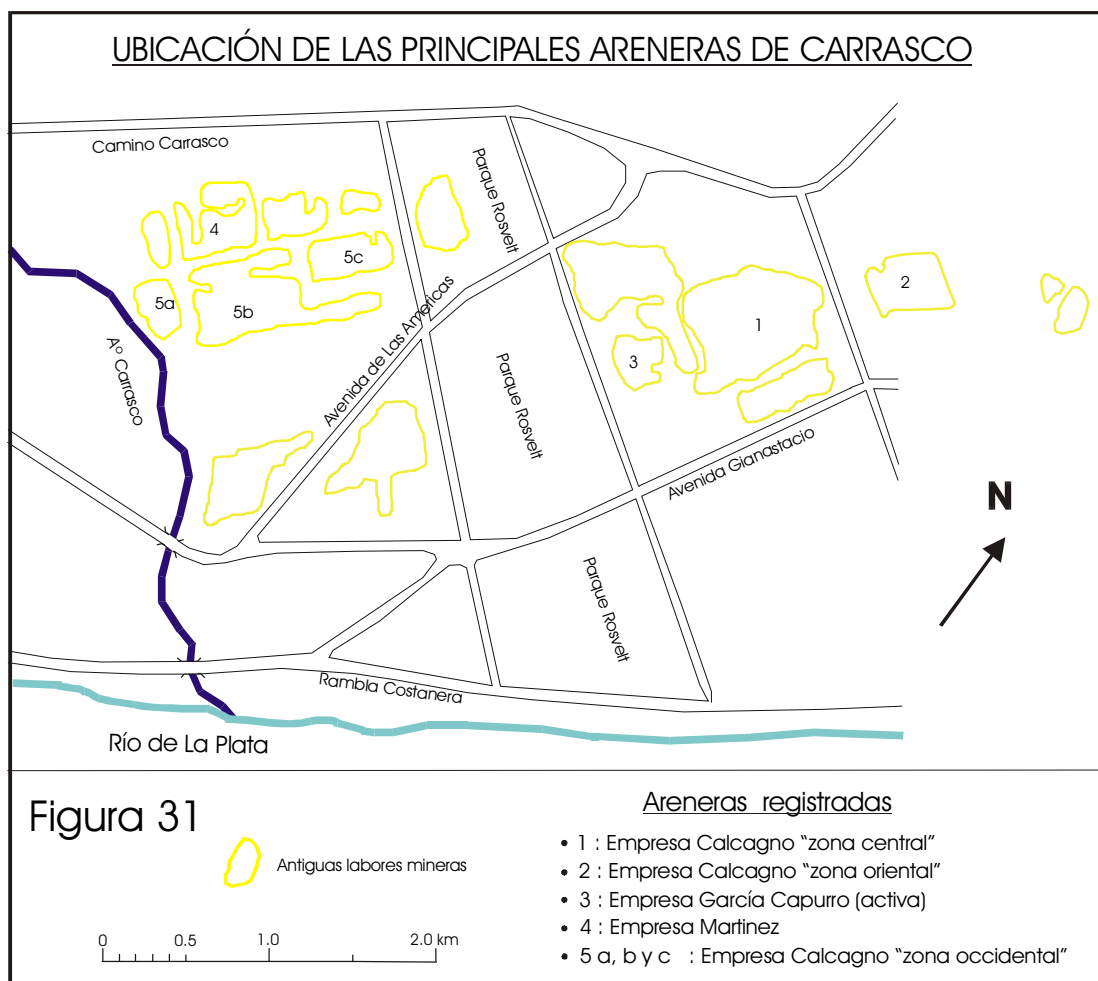 UBICACIÓN DE LAS PRINCIPALES ARENERAS DE CARRASCO
Camino Carrasco
Parque Rosvelt
4
5c
5a
5b
2
1
3
Aº Carrasco
Avenida de Las Americas
Parque Rosvelt
Avenida Gianastacio
N
Parque Rosvelt
Rambla Costanera
Río de La Plata
Figura 31
Antiguas labores mineras
0 0.5 1.0 2.0 km
Areneras registradas
• 1 : Empresa Calcagno “zona central”
• 2 : Empresa Calcagno “zona oriental”
• 3 : Empresa García Capurro (activa)
• 4 : Empresa Martinez
• 5 a, b y c : Empresa Calcagno “zona occidental”